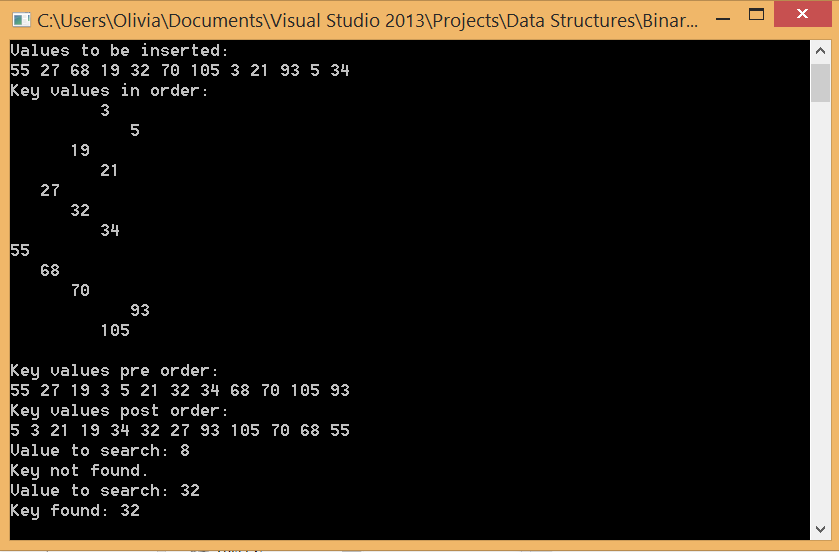 C:\Users\Olivia\Documents\Visual Studio 2013\Projects\Data Structures\Binar...
Values to be inserted:
55 27 68 19 32 70 105 3 21 93 5 34
Key values in order:
3
5
19
21
27
32
34
55
68
70
93
105
Key values pre order:
55 27 19 3 5 21 32 34 68 70 105 93
Key values post order:
5 3 21 19 34 32 27 93 105 70 68 55
Value to search: 8
Key not found.
Value to search: 32
Key found: 32